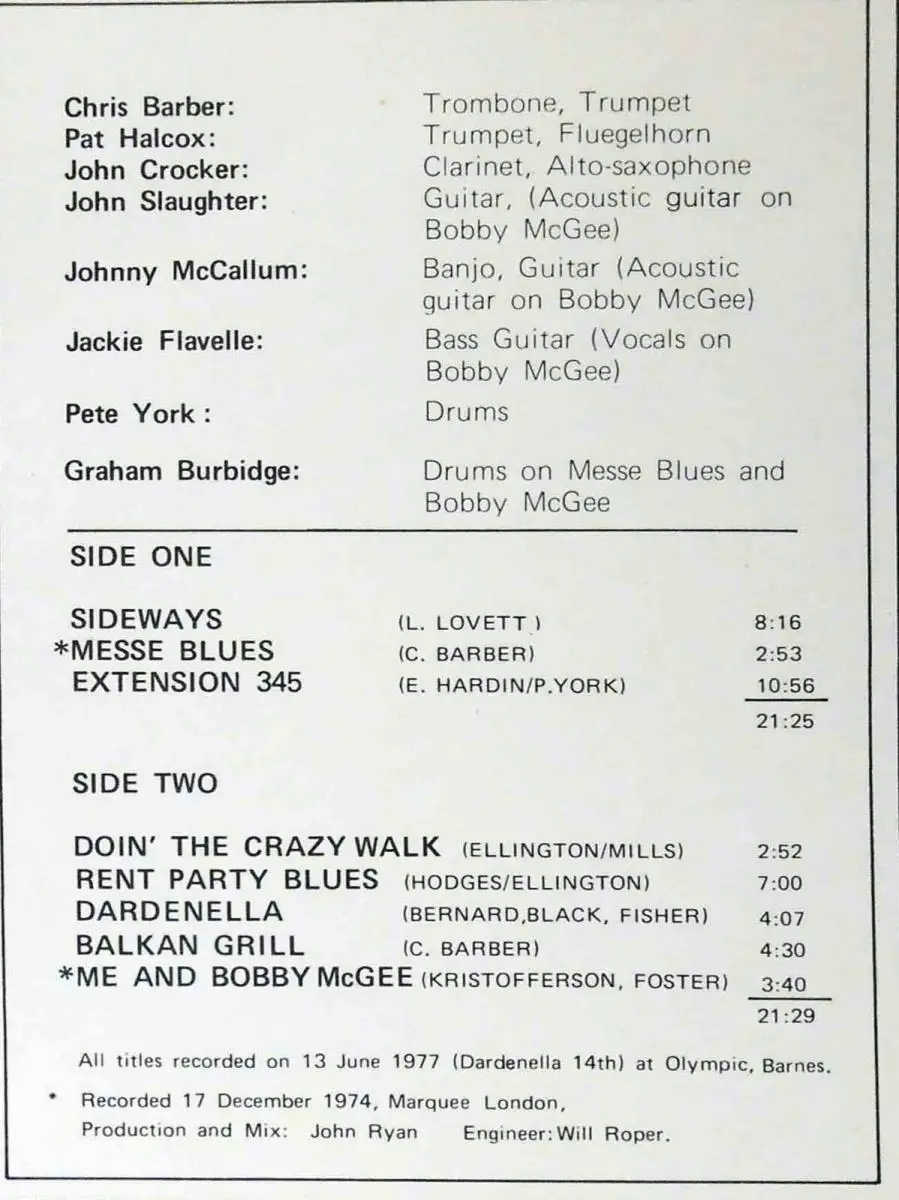 Chris Barber: Trombone, Trumpet
Pat Halcox: Trumpet, Fluegelhorn
John Crocker: Clarinet, Alto-saxophone
John Slaughter: Guitar, (Acoustic guitar on
Bobby McGee)
Johnny McCallum: Banjo, Guitar (Acoustic
guitar on Bobby McGee)
Jackie Flavelle: Bass Guitar (Vocals on
Bobby McGee)
Pete York : Drums
Graham Burbidge: Drums on Messe Blues and
Bobby McGee
SIDE ONE
SIDEWAYS (L. LOVETT ) 8:16
*MESSE BLUES (C. BARBER) 2:53
EXTENSION 345 (E. HARDIN/P.YORK) 10:56
21:25
SIDE TWO
DOIN' THE CRAZY WALK (ELLINGTON/MILLS) 2:52
RENT PARTY BLUES (HODGES/ELLINGTON) 7:00
DARDENELLA (BERNARD,BLACK, FISHER) 4:07
BALKAN GRILL (C. BARBER) 4:30
*ME AND BOBBY McGEE (KRISTOFFERSON, FOSTER) 3:40
21:29
All titles recorded on 13 June 1977 (Dardenella 14th) at Olympic, Barnes.
* Recorded 17 December 1974, Marquee London,
Production and Mix: John Ryan Engineer: Will Roper.